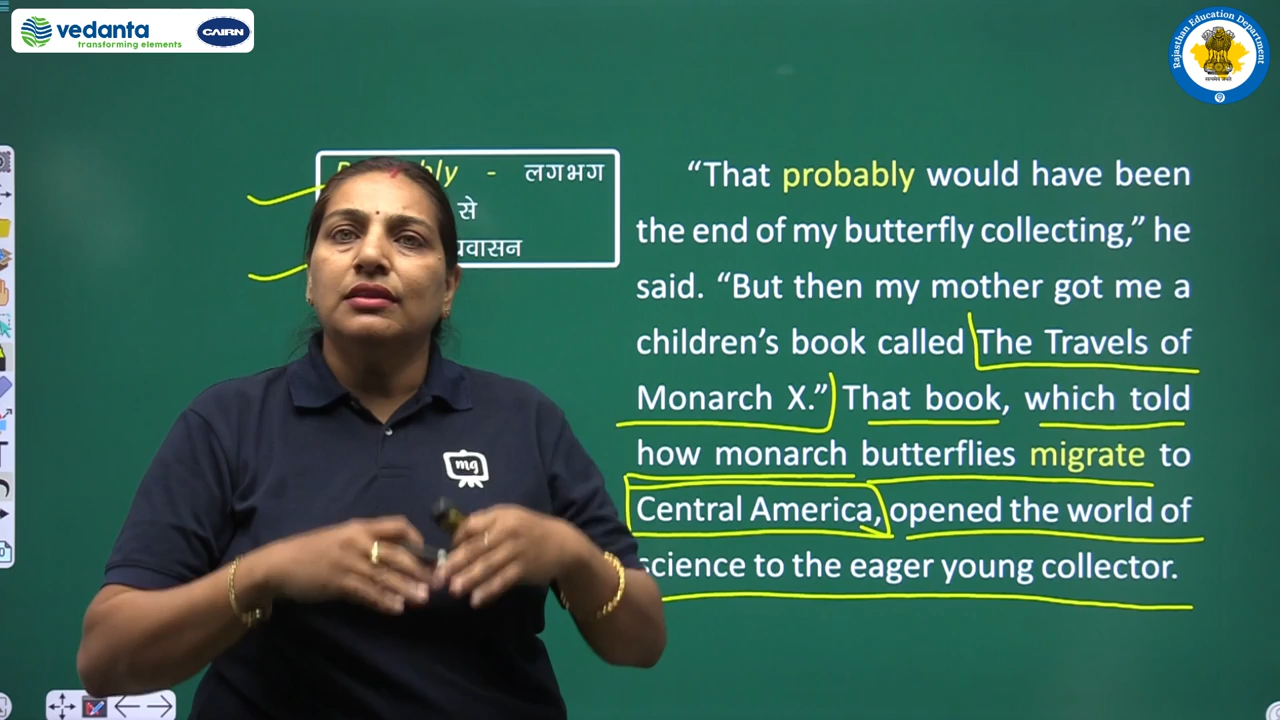 vedanta
transforming elements
CAIRN
Rajasthan Education Department
- लगभग
से
“That probably would have been
the end of my butterfly collecting,” he
said. “But then my mother got me a
children’s book called The Travels of
Monarch X.” That book, which told
how monarch butterflies migrate to
Central America, opened the world of
science to the eager young collector.
mg